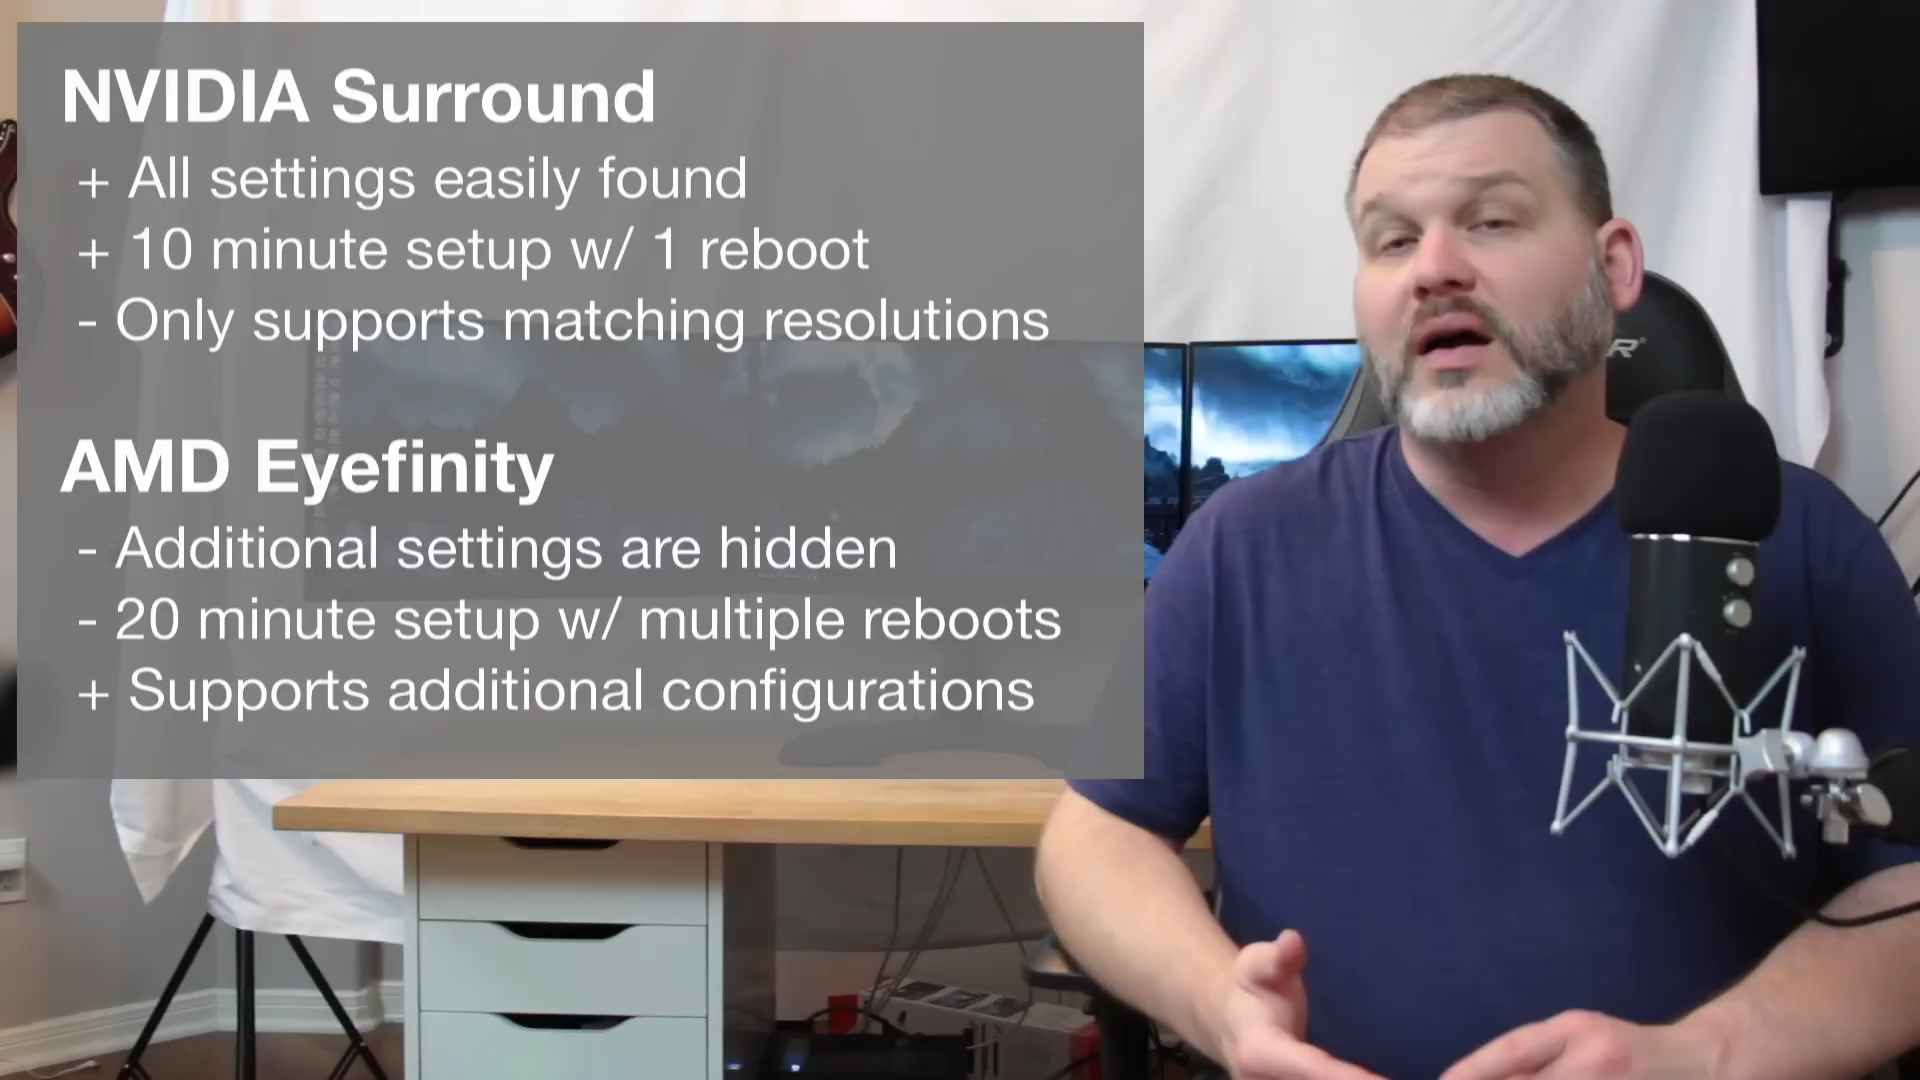 NVIDIA Surround
+ All settings easily found
+ 10 minute setup w/ 1 reboot
- Only supports matching resolutions
AMD Eyefinity
- Additional settings are hidden
- 20 minute setup w/ multiple reboots
+ Supports additional configurations